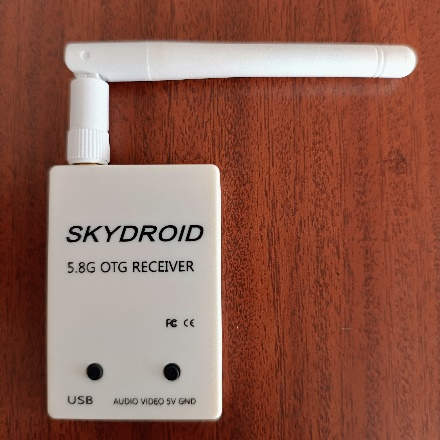 SKYDROID
5.8G OTG RECEIVER
FC CE
USB AUDIO VIDEO 5V GND